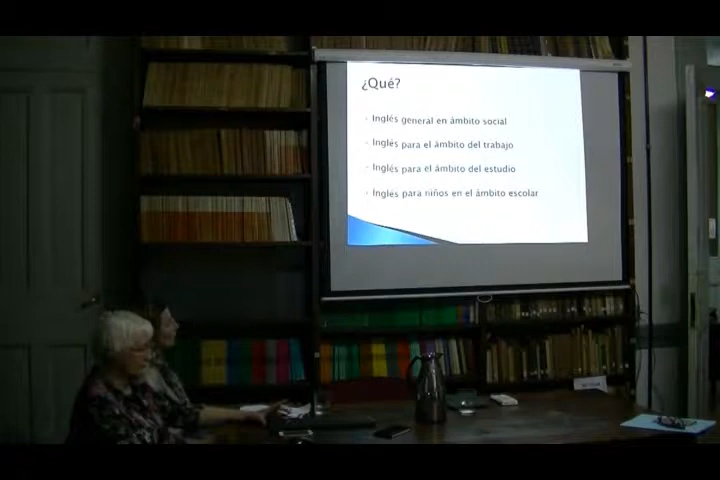 ¿Qué?
Inglés general en ámbito social
Inglés para el ámbito del trabajo
Inglés para el ámbito del estudio
Inglés para niños en el ámbito escolar